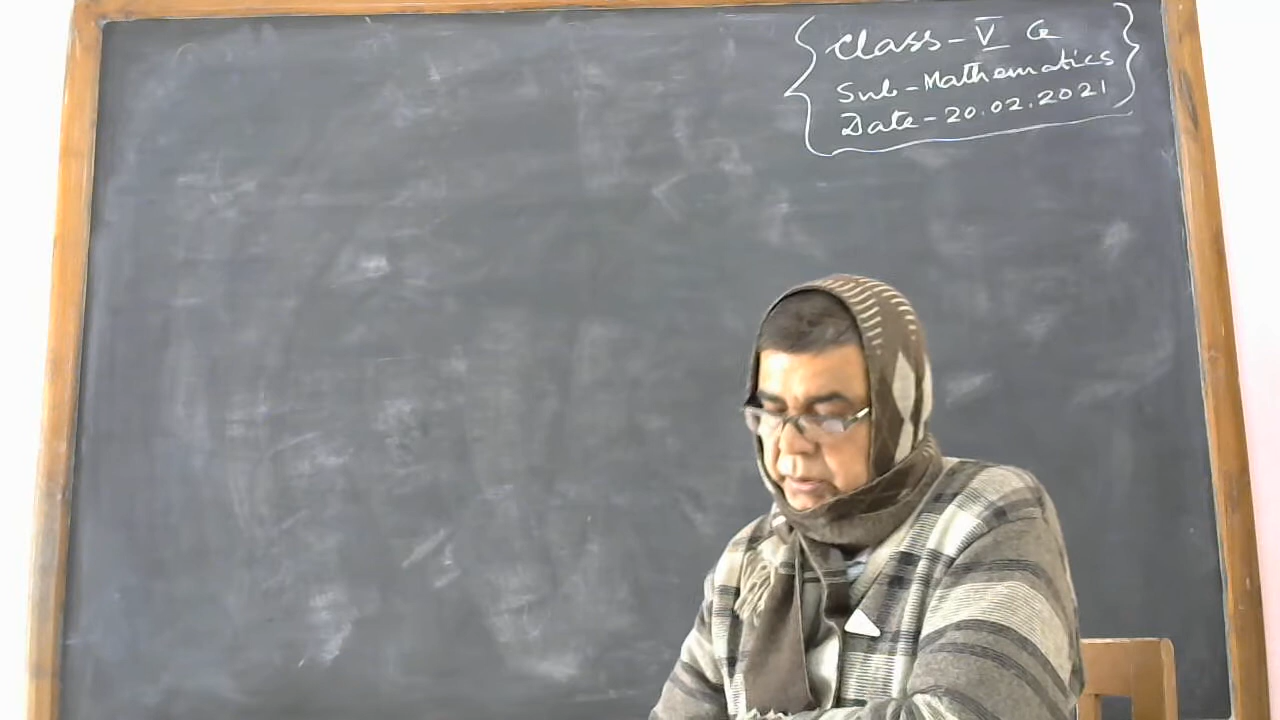 Class - V G
Sub - Mathematics
Date - 20.02.2021